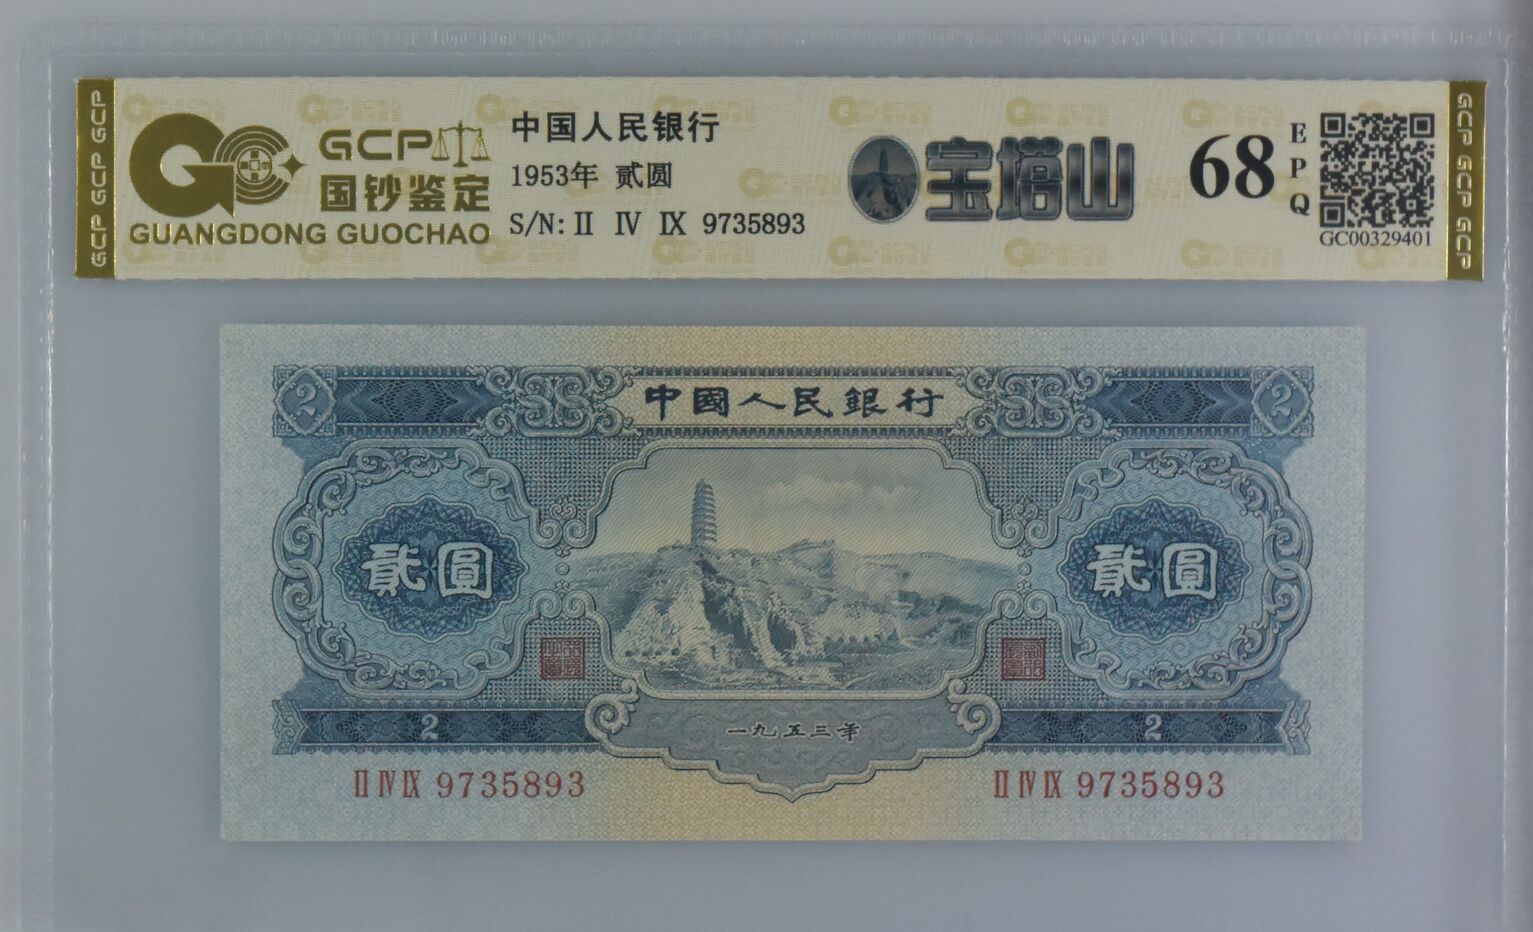 GCP GCP GCP
GCP
国钞鉴定
GUANGDONG GUOCHAO
中国人民银行
1953年 贰圆
S/N: II IV IX 9735893
宝塔山
68
EPQ
GC00329401
GCP GCP GCP
2
中國人民銀行
2
貳圓
貳圓
2
一九五三年
2
II IV IX 9735893
II IV IX 9735893